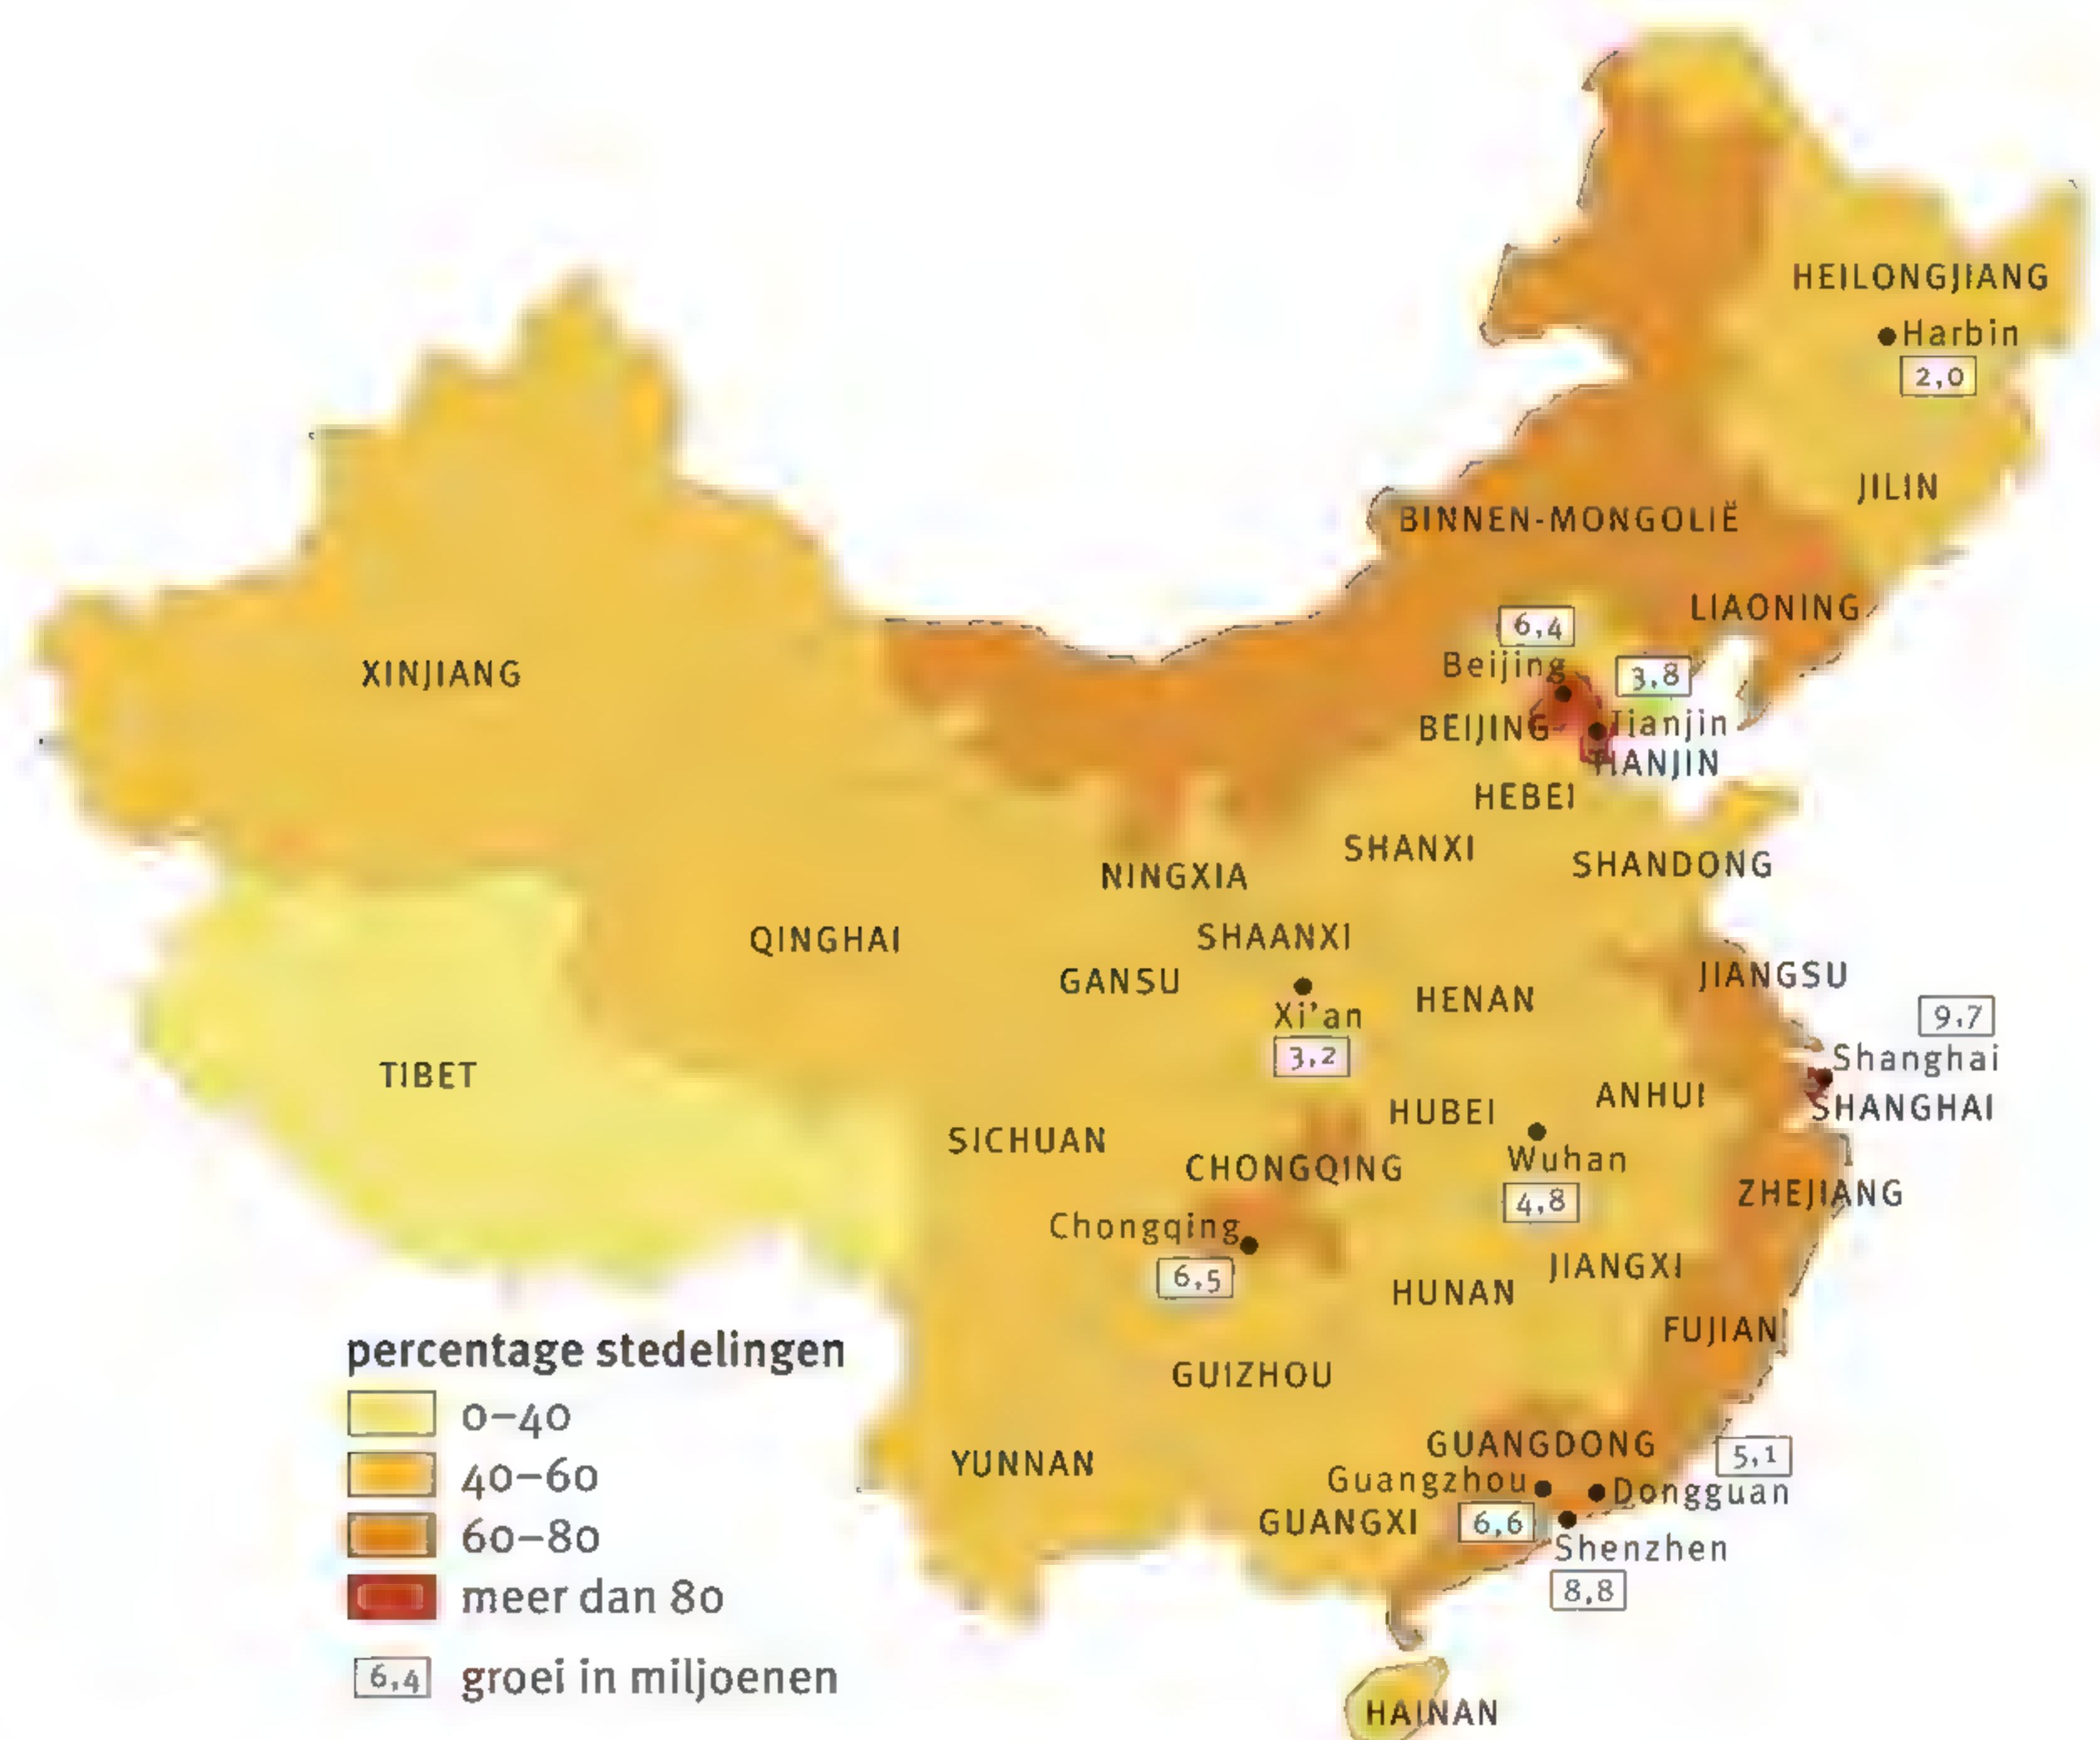 HEILONGJIANG
Harbin
2,0
JILIN
BINNEN-MONGOLIË
LIAONING
6,4
Beijing
3,8
XINJIANG
BEIJING
Tianjin
TIANJIN
HEBEI
SHANXI
SHANDONG
NINGXIA
QINGHAI
SHAANXI
GANSU
JIANGSU
Xi'an
HENAN
9,7
3,2
Shanghai
TIBET
ANHUI
SHANGHAI
HUBEI
SICHUAN
Wuhan
CHONGQING
4,8
ZHEJIANG
Chongqing
6,5
JIANGXI
HUNAN
FUJIAN
percentage stedelingen
0–40
40–60
60–80
meer dan 80
6,4 groei in miljoenen
GUIZHOU
YUNNAN
GUANGDONG
5,1
Guangzhou
Dongguan
GUANGXI
6,6
Shenzhen
8,8
HAINAN